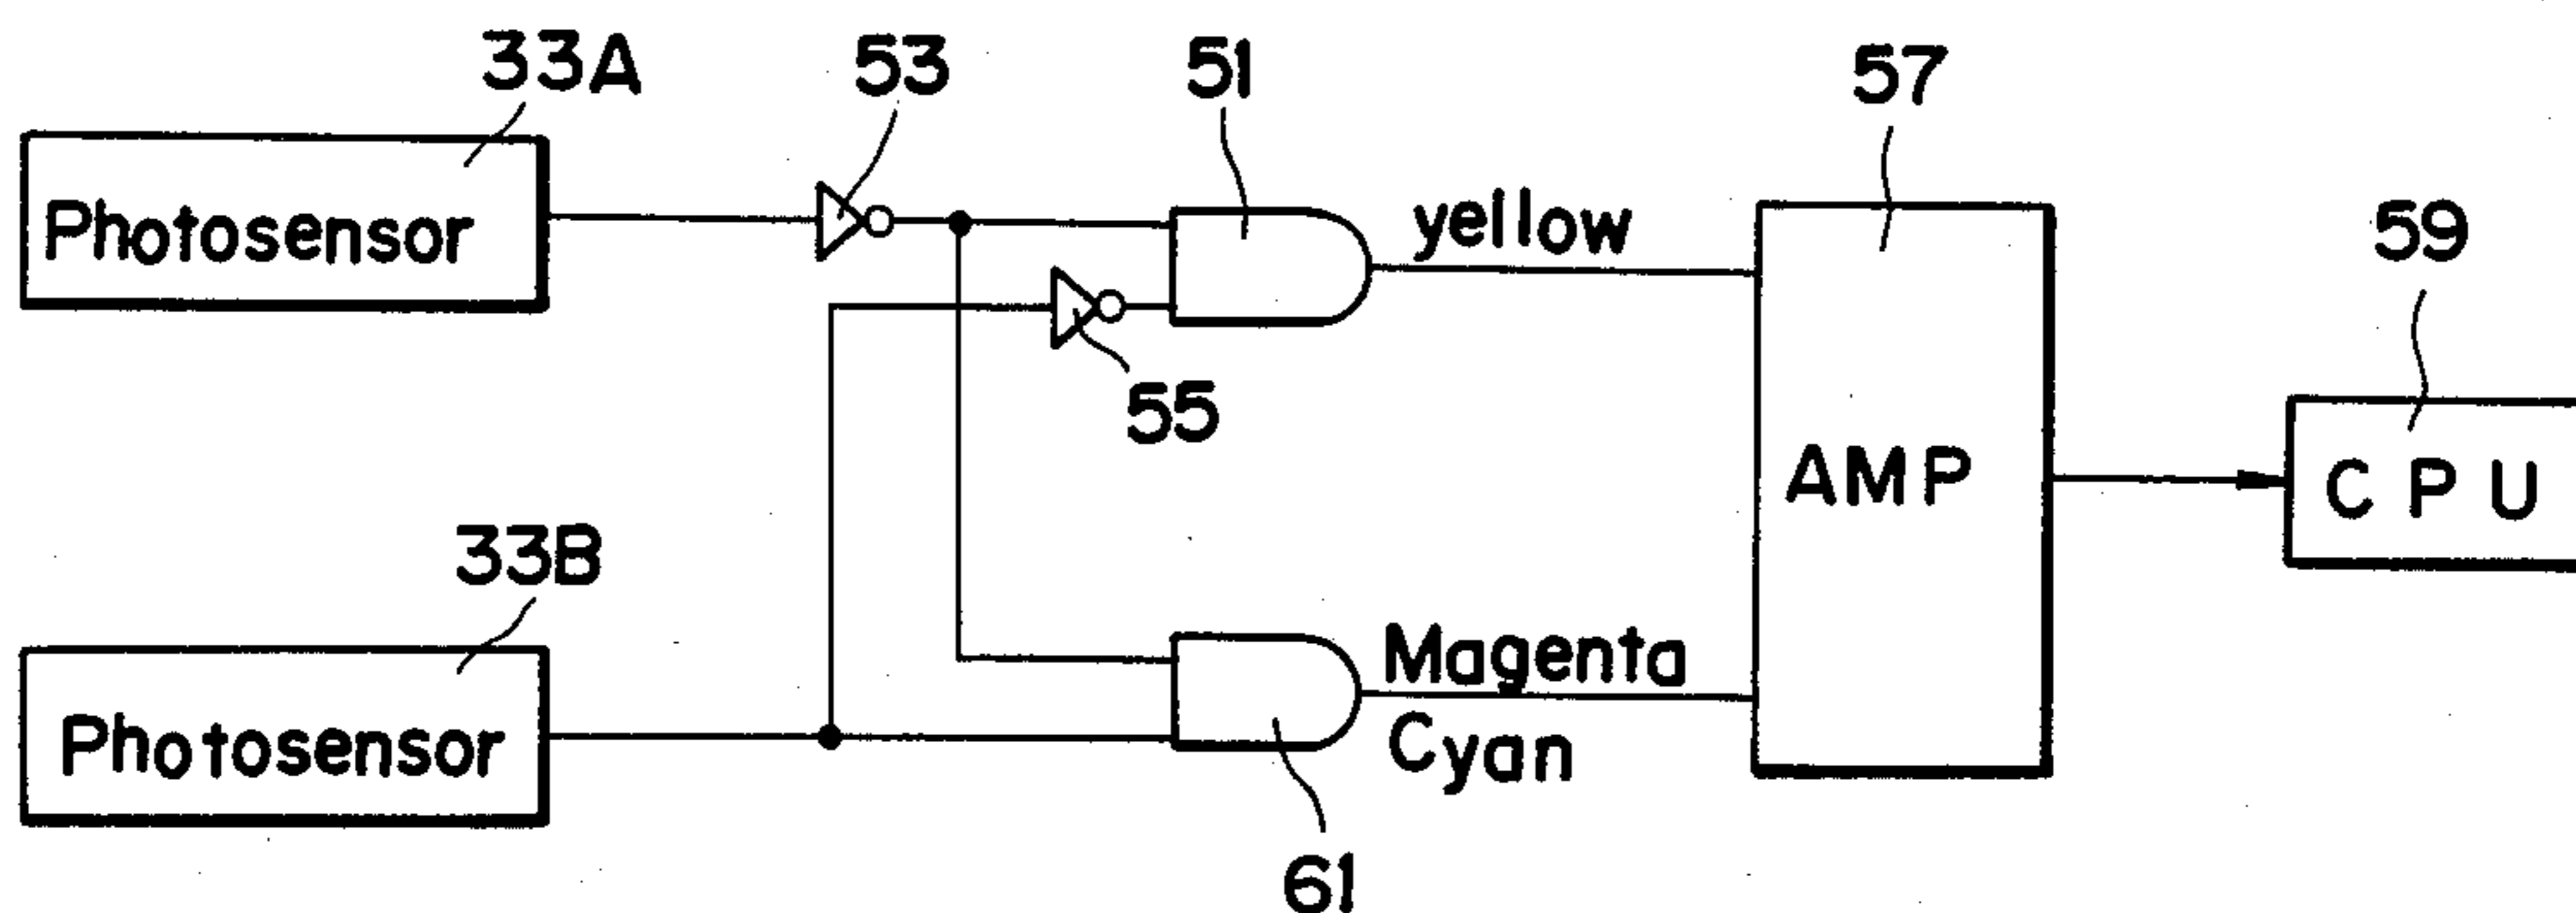 33A
53
51
57
Photosensor
yellow
59
55
AMP
CPU
33B
Magenta
Photosensor
Cyan
61